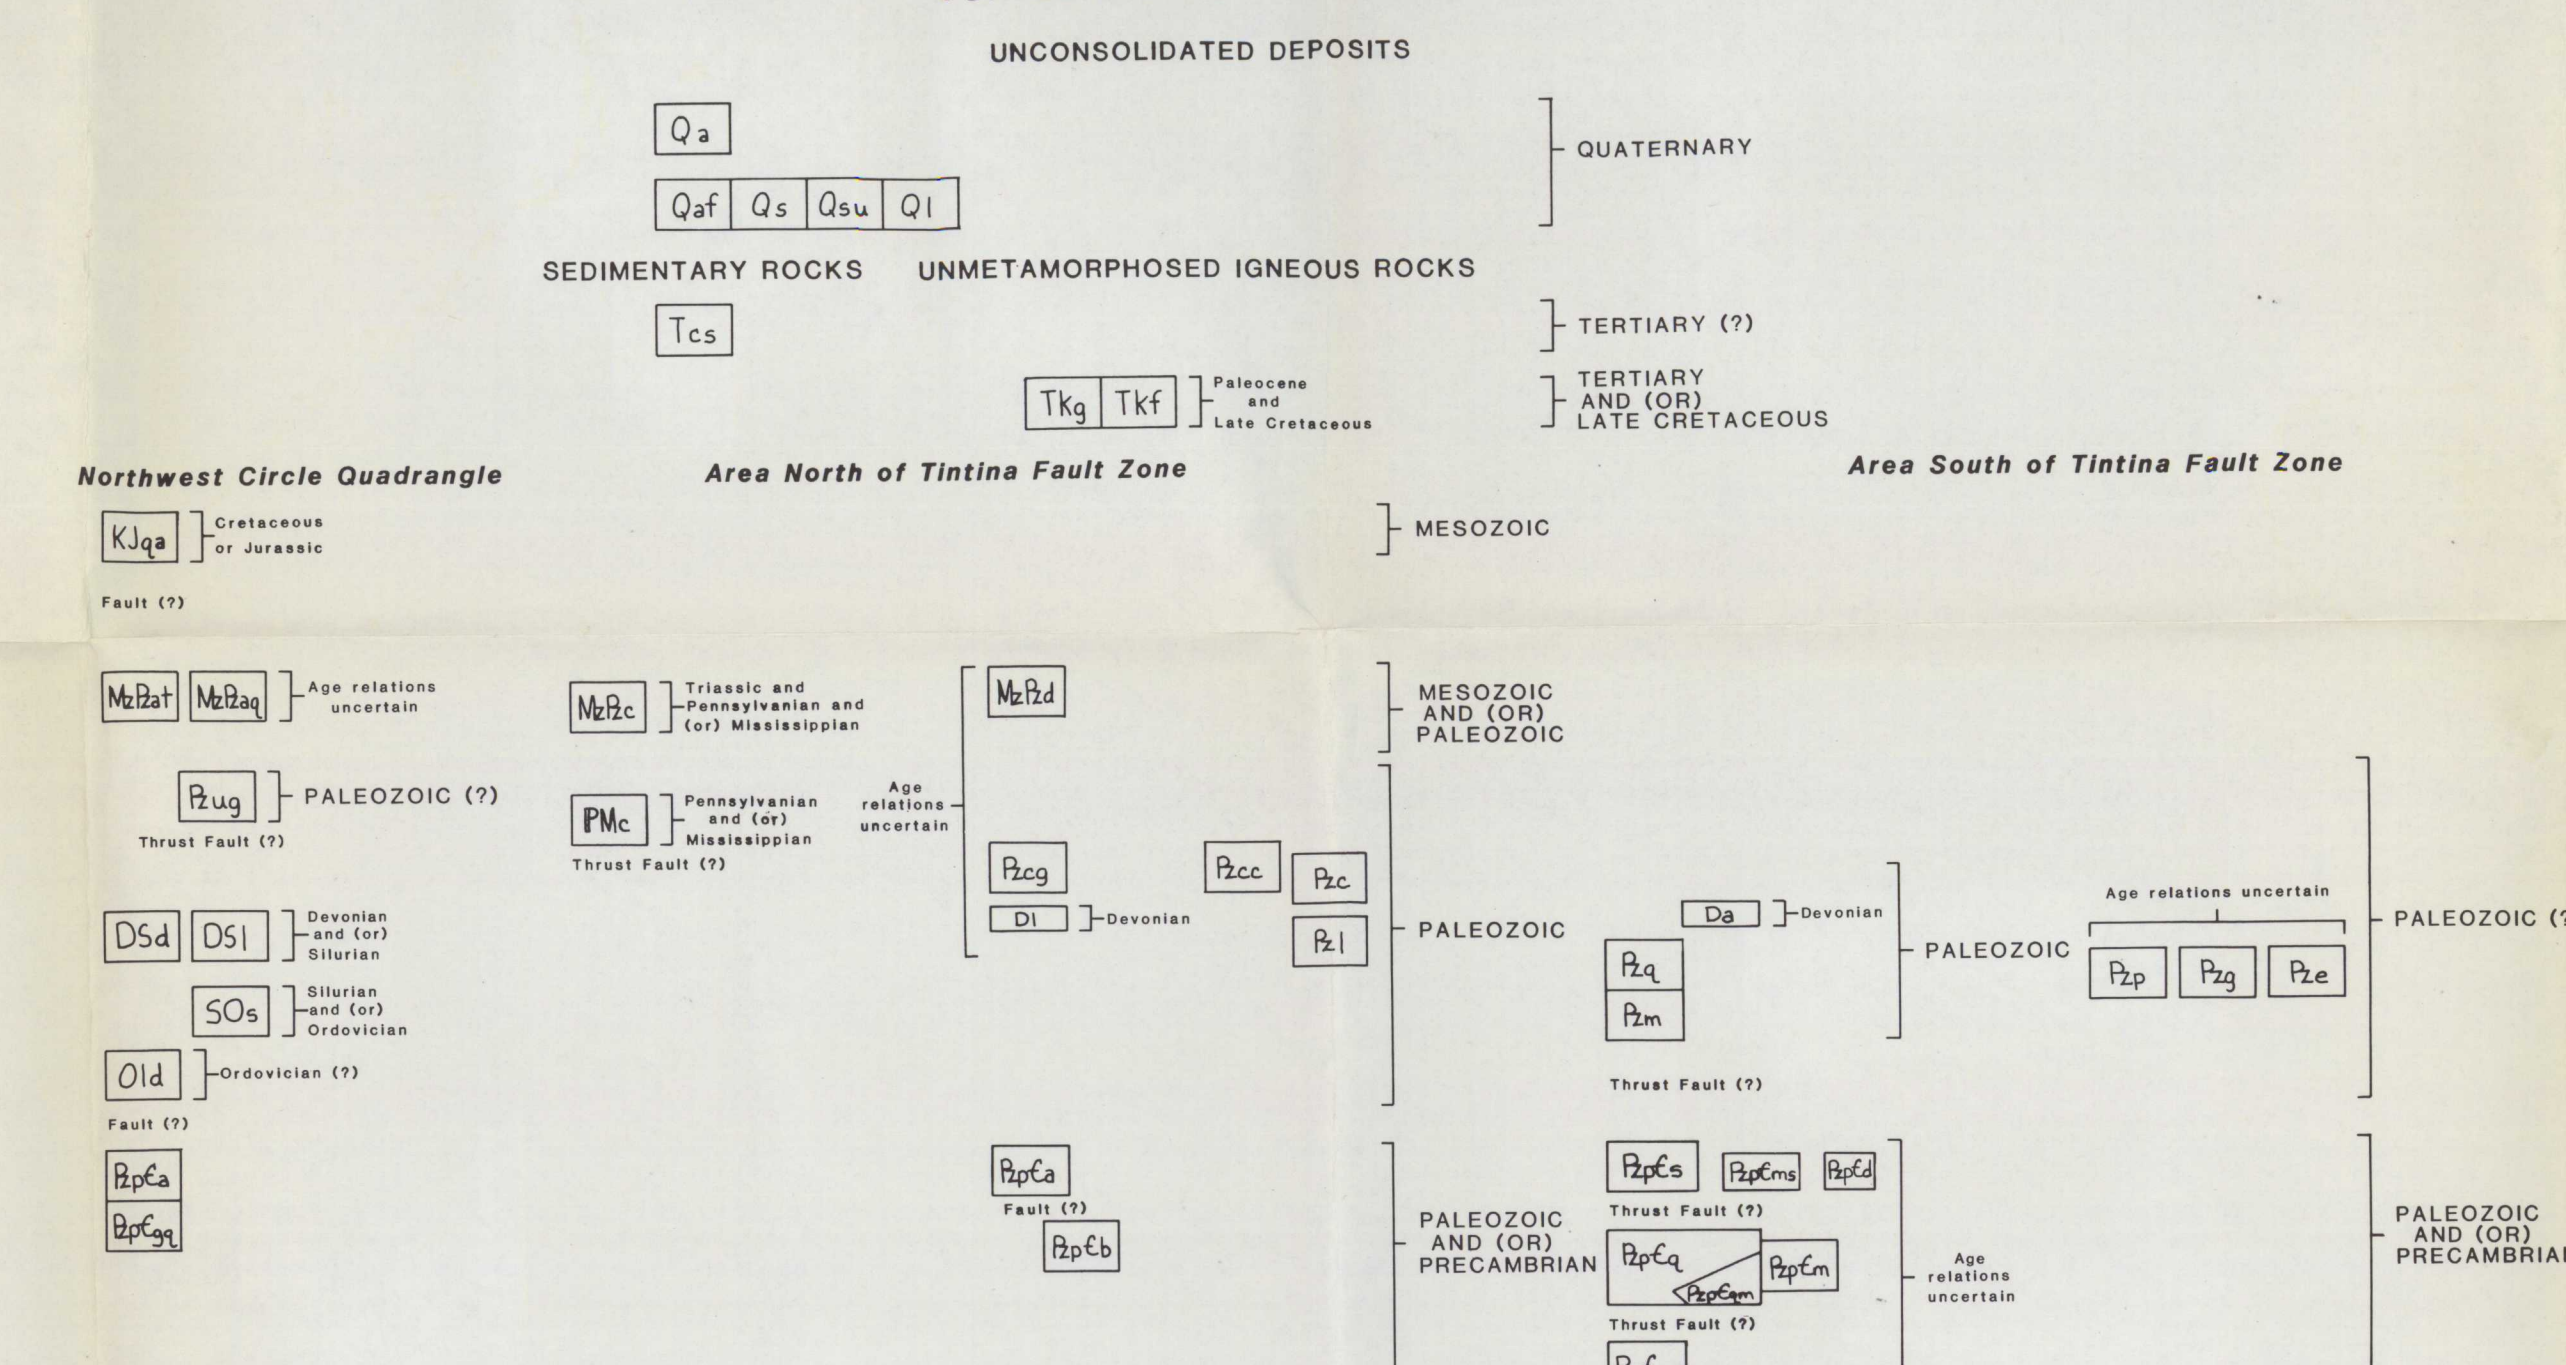 UNCONSOLIDATED DEPOSITS
Qa
QUATERNARY
Qaf Qs Qsu Ql
SEDIMENTARY ROCKS UNMETAMORPHOSED IGNEOUS ROCKS
Tcs
TERTIARY (?)
TKg TKf
Paleocene
and
Late Cretaceous
TERTIARY
AND (OR)
LATE CRETACEOUS
Northwest Circle Quadrangle
Area North of Tintina Fault Zone
Area South of Tintina Fault Zone
KJqa
Cretaceous
or Jurassic
MESOZOIC
Fault (?)
MzPzat MzPzaq
Age relations
uncertain
MzPzc
Triassic and
Pennsylvanian and
(or) Mississippian
MzPzd
MESOZOIC
AND (OR)
PALEOZOIC
Pzug
PALEOZOIC (?)
Thrust Fault (?)
PMc
Pennsylvanian
and (or)
Mississippian
Thrust Fault (?)
Age
relations
uncertain
Pzcg
Pzcc
Pzc
Dl
Devonian
Pzl
PALEOZOIC
Da
Devonian
Pzq
Pzm
PALEOZOIC
Age relations uncertain
Pzp Pzg Pze
PALEOZOIC (?
Thrust Fault (?)
DSd DSl
Devonian
and (or)
Silurian
SOs
Silurian
and (or)
Ordovician
Old
Ordovician (?)
Fault (?)
PzpЄa
PzpЄgq
PzpЄa
Fault (?)
PzpЄb
PALEOZOIC
AND (OR)
PRECAMBRIAN
PzpЄs PzpЄms PzpЄd
Thrust Fault (?)
PzpЄq
PzpЄqm
PzpЄm
Thrust Fault (?)
Age
relations
uncertain
PALEOZOIC
AND (OR)
PRECAMBRIA